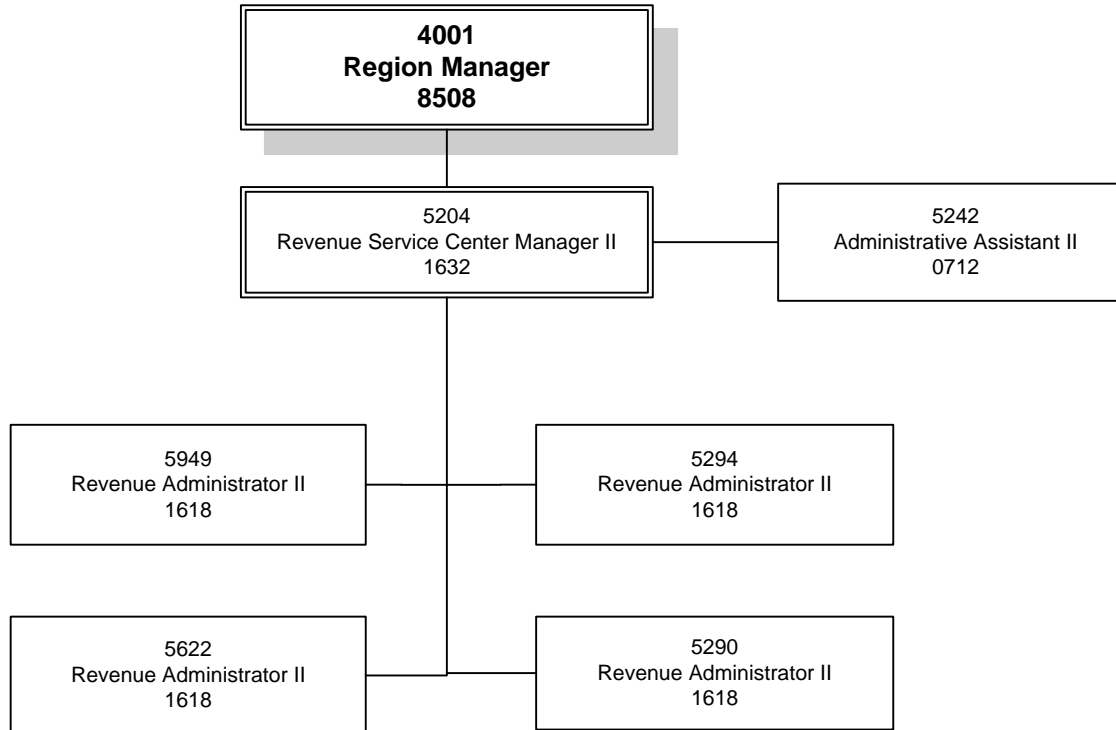 4001
Region Manager
8508
5204
Revenue Service Center Manager II
1632
5242
Administrative Assistant II
0712
5949
Revenue Administrator II
1618
5294
Revenue Administrator II
1618
5622
Revenue Administrator II
1618
5290
Revenue Administrator II
1618